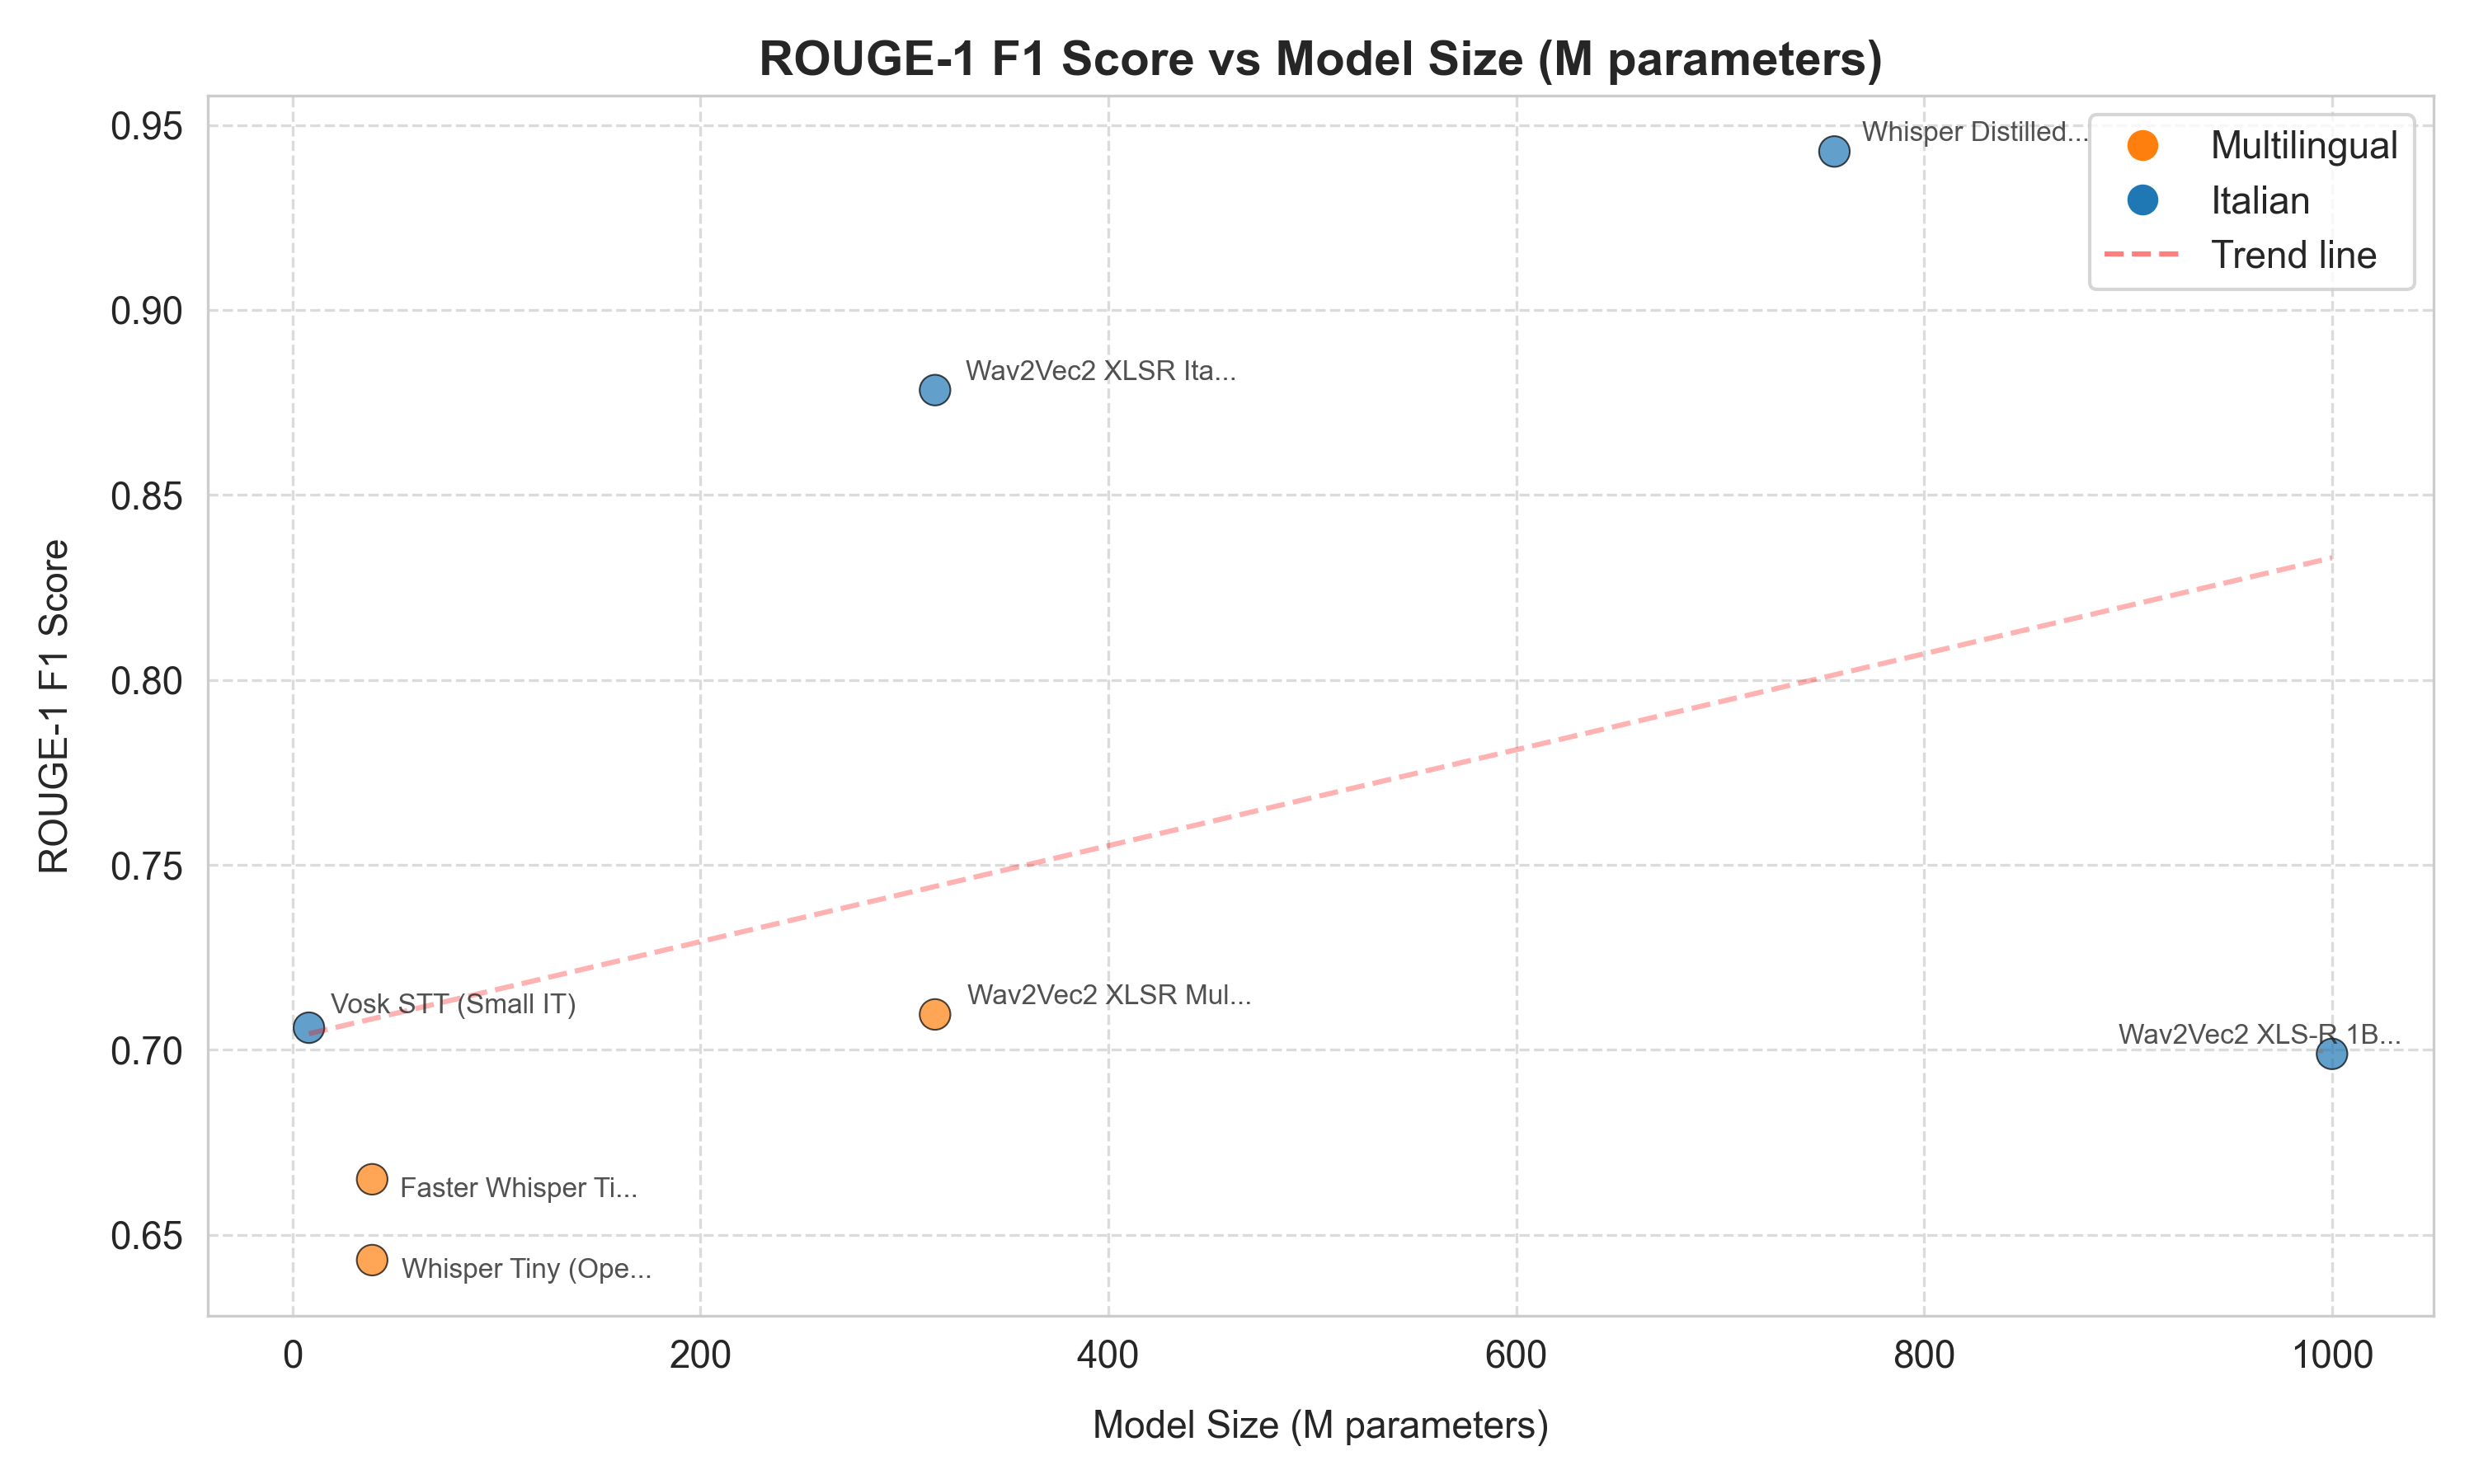 ROUGE-1 F1 Score vs Model Size (M parameters)
0.95
0.90
0.85
0.80
0.75
0.70
0.65
ROUGE-1 F1 Score
Whisper Distilled...
Multilingual
Italian
Trend line
Wav2Vec2 XLSR Ita...
Vosk STT (Small IT)
Wav2Vec2 XLSR Mul...
Wav2Vec2 XLS-R 1B...
Faster Whisper Ti...
Whisper Tiny (Ope...
0
200
400
600
800
1000
Model Size (M parameters)